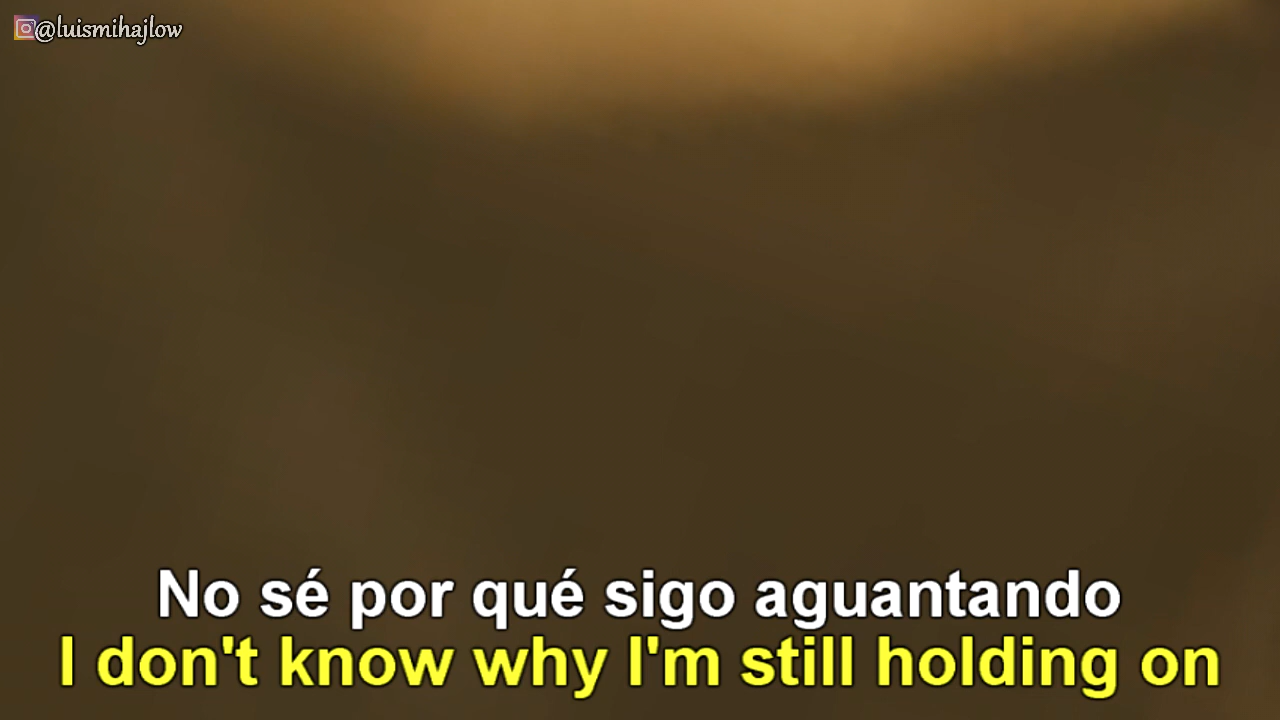 @luismihajlow
No sé por qué sigo aguantando
I don't know why I'm still holding on